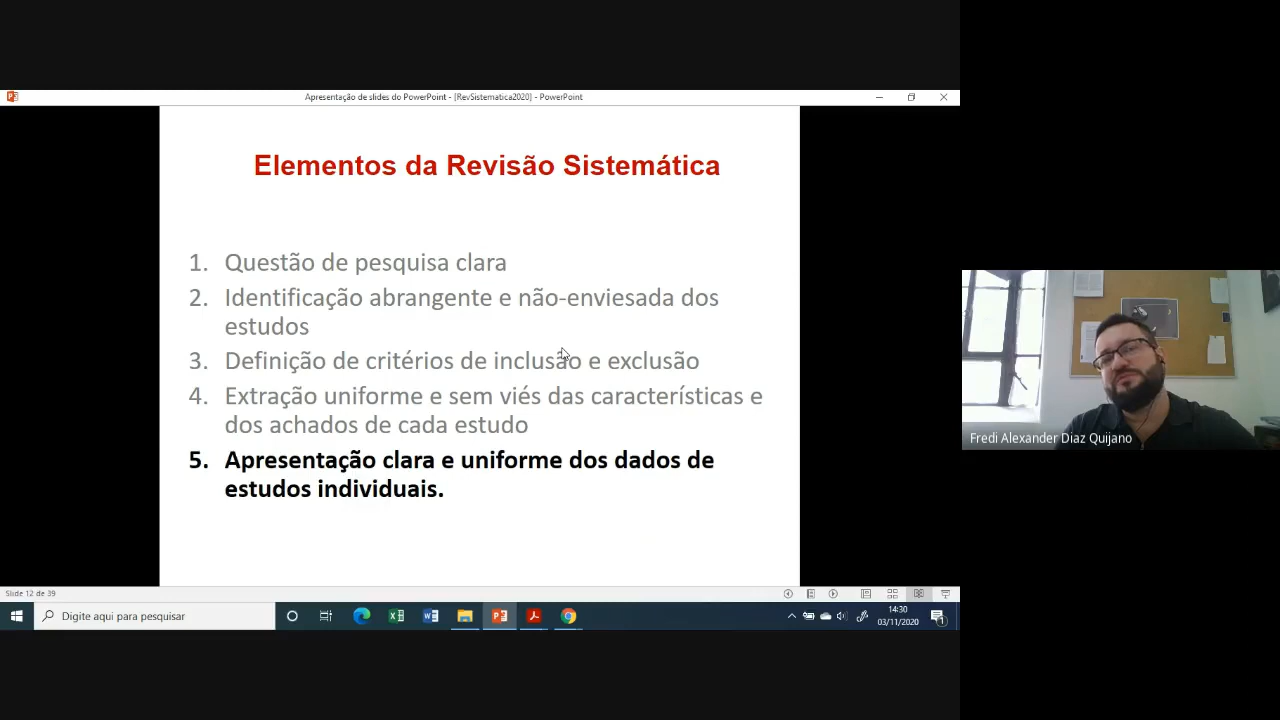 Apresentação de slides do PowerPoint - [RevSistematica2020] - PowerPoint
Elementos da Revisão Sistemática
1. Questão de pesquisa clara
2. Identificação abrangente e não-enviesada dos
estudos
3. Definição de critérios de inclusão e exclusão
4. Extração uniforme e sem viés das características e
dos achados de cada estudo
5. Apresentação clara e uniforme dos dados de
estudos individuais.
Fredi Alexander Diaz Quijano
Slide 12 de 39
Digite aqui para pesquisar
14:30
03/11/2020
1